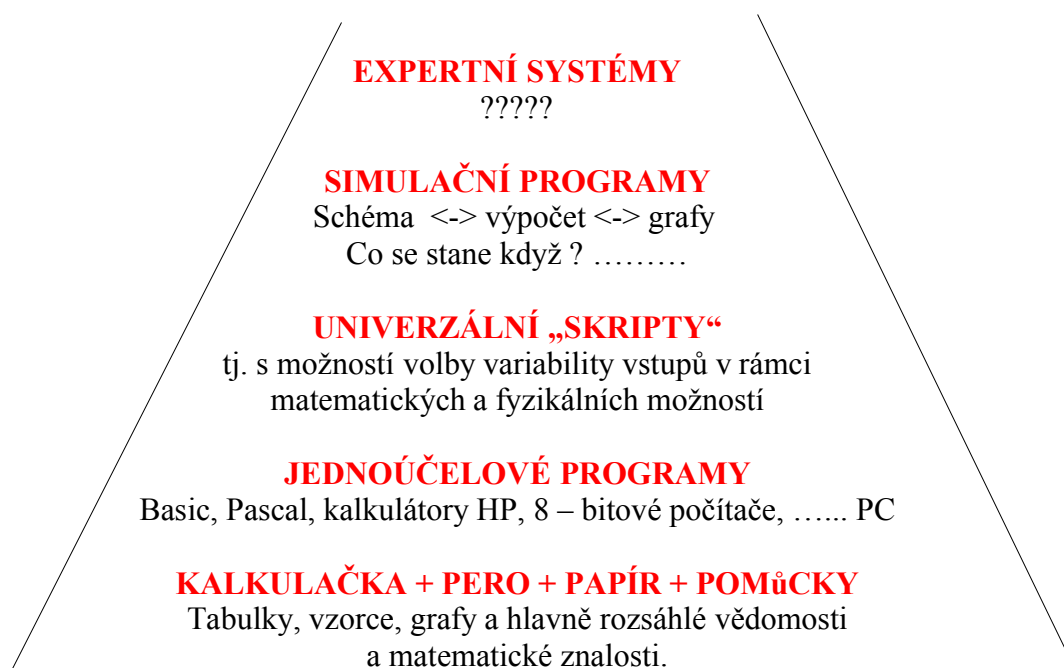 EXPERTNÍ SYSTÉMY
?????
SIMULAČNÍ PROGRAMY
Schéma <-> výpočet <-> grafy
Co se stane když ? ………
UNIVERZÁLNÍ „SKRIPTY“
tj. s možností volby variability vstupů v rámci
matematických a fyzikálních možností
JEDNOÚČELOVÉ PROGRAMY
Basic, Pascal, kalkulátory HP, 8 – bitové počítače, …... PC
KALKULAČKA + PERO + PAPÍR + POMůCKY
Tabulky, vzorce, grafy a hlavně rozsáhlé vědomosti
a matematické znalosti.